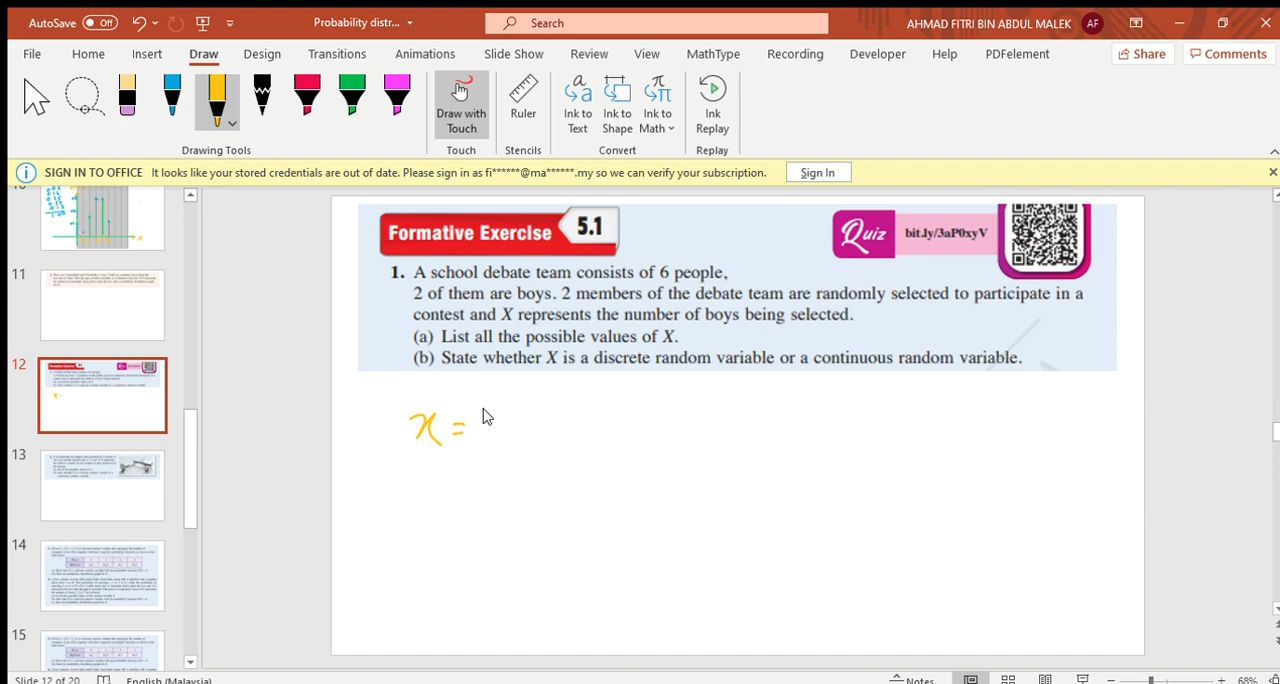 AutoSave Off Probability distr... Search AHMAD FITRI BIN ABDUL MALEK AF
File Home Insert Draw Design Transitions Animations Slide Show Review View MathType Recording Developer Help PDFelement Share Comments
Draw with Touch Ruler Ink to Text Ink to Shape Ink to Math Ink Replay
Drawing Tools Touch Stencils Convert Replay
SIGN IN TO OFFICE It looks like your stored credentials are out of date. Please sign in as fi******@ma******.my so we can verify your subscription. Sign In
11
12
13
14
15
Formative Exercise 5.1 Quiz bit.ly/3aP0xyV
1. A school debate team consists of 6 people,
2 of them are boys. 2 members of the debate team are randomly selected to participate in a
contest and X represents the number of boys being selected.
(a) List all the possible values of X.
(b) State whether X is a discrete random variable or a continuous random variable.
x =
Slide 12 of 20 English (Malaysia) Notes 68%